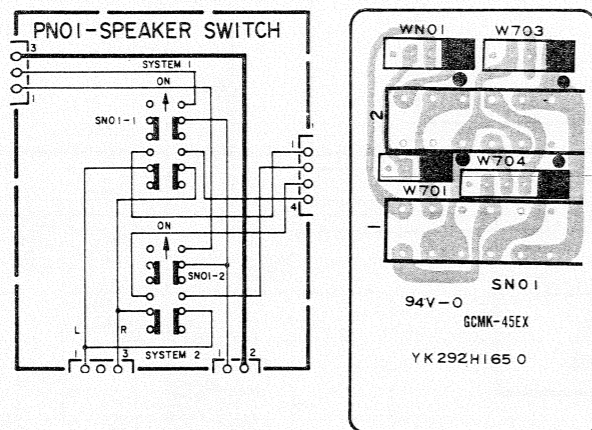 PN01-SPEAKER SWITCH
3
1
SYSTEM 1
ON
SN01-1
1
4
ON
SN01-2
L
R
SYSTEM 2
1
3
1
2
WN01
W703
2
W704
W701
1
SN01
94V-0
GCMK-45EX
YK292H1650